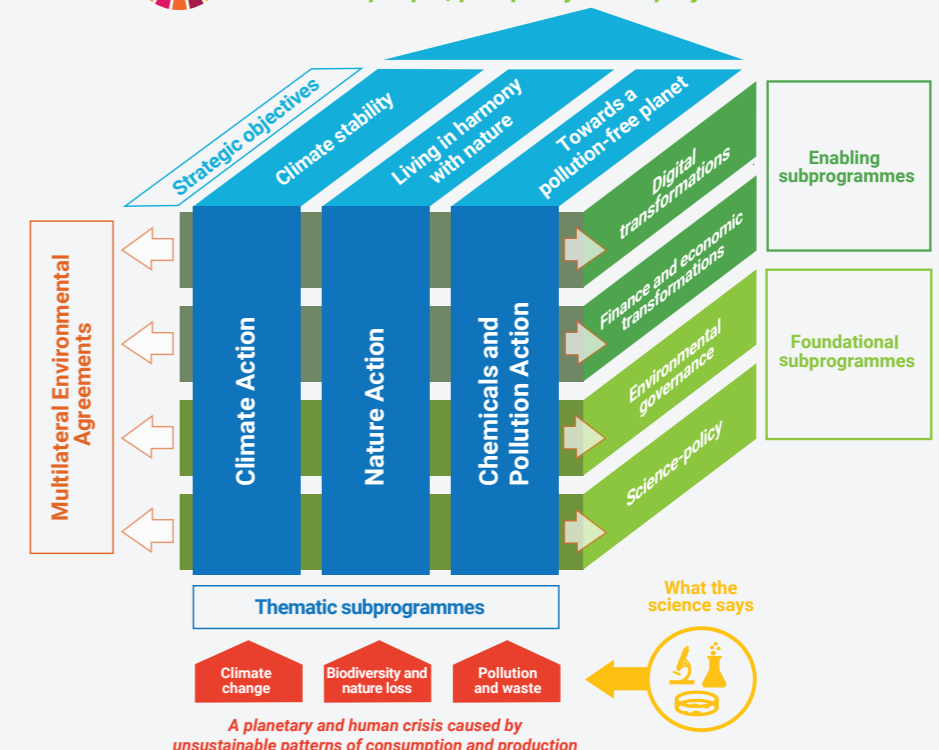 Strategic objectives
Climate stability
Living in harmony
with nature
Towards a
pollution-free planet
Digital
transformations
Finance and economic
transformations
Environmental
governance
Science-policy
Enabling
subprogrammes
Foundational
subprogrammes
Multilateral Environmental
Agreements
Climate Action
Nature Action
Chemicals and
Pollution Action
Thematic subprogrammes
What the
science says
Climate
change
Biodiversity and
nature loss
Pollution
and waste
A planetary and human crisis caused by
unsustainable patterns of consumption and production